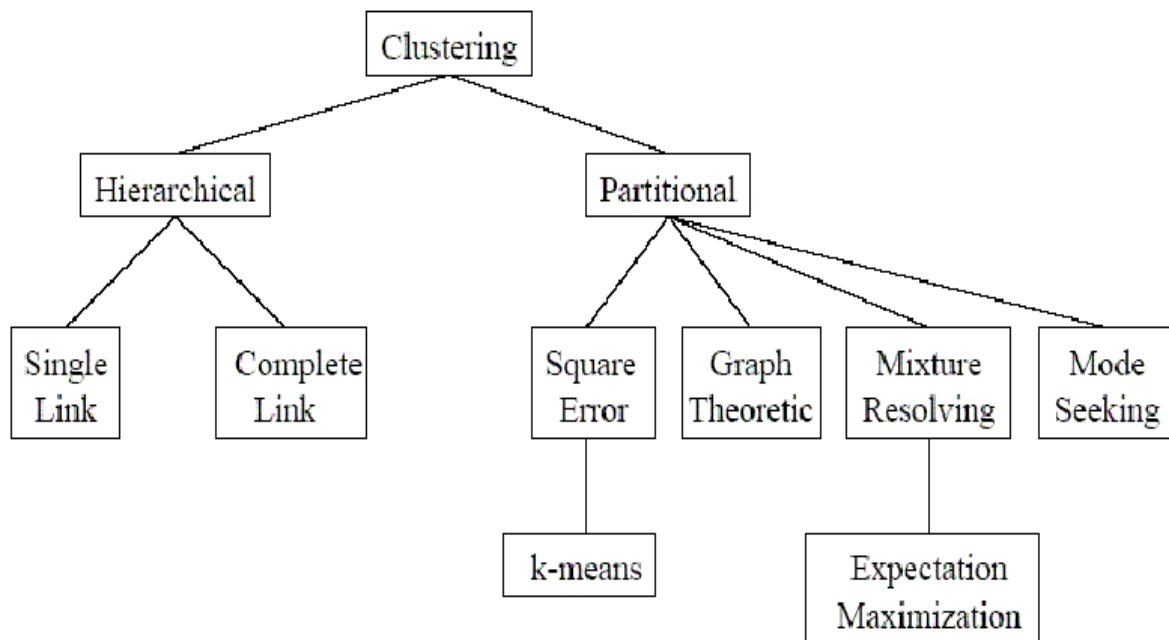 Clustering
Hierarchical
Partitional
Single
Link
Complete
Link
Square
Error
Graph
Theoretic
Mixture
Resolving
Mode
Seeking
k-means
Expectation
Maximization